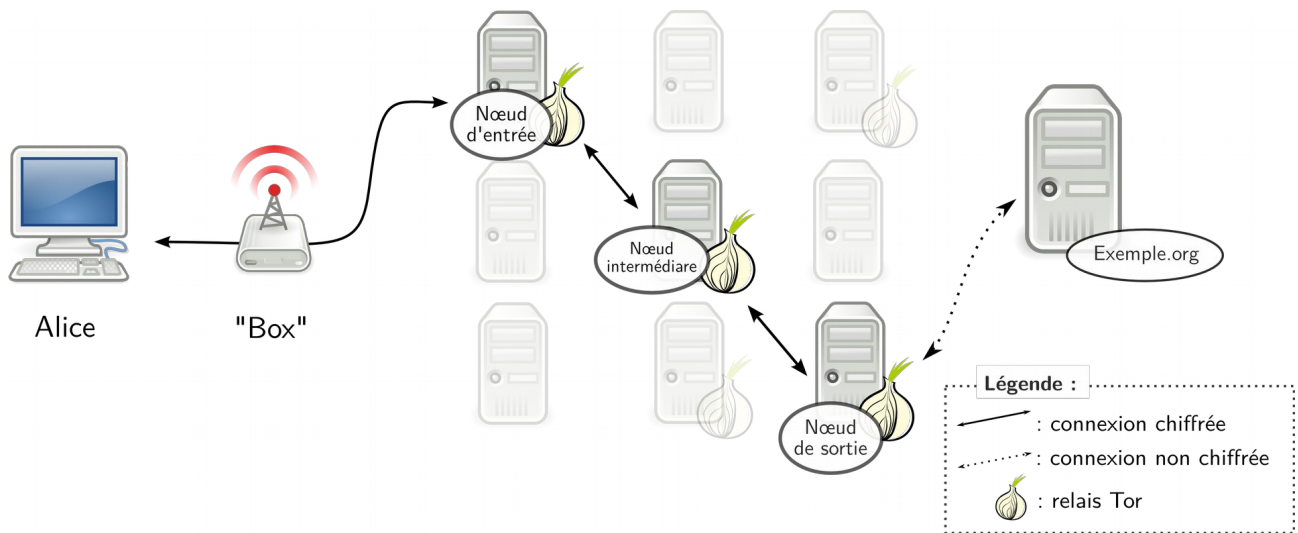 Nœud
d'entrée
Nœud
intermédiare
Nœud
de sortie
Exemple.org
Alice
"Box"
Légende :
: connexion chiffrée
: connexion non chiffrée
: relais Tor